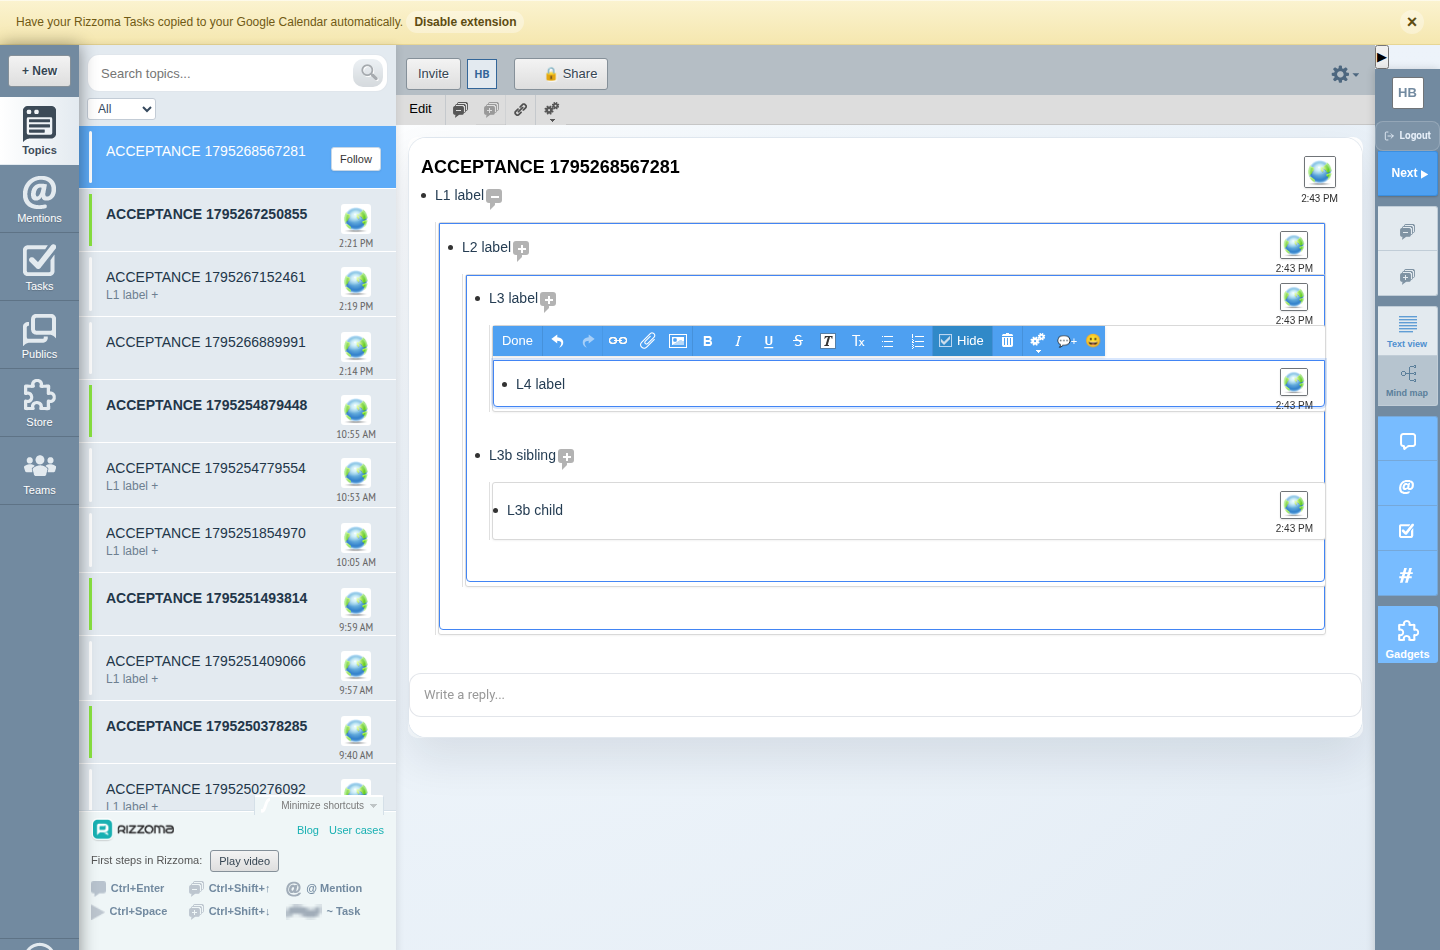 Have your Rizzoma Tasks copied to your Google Calendar automatically. Disable extension ×
+ New
Topics
Mentions
Tasks
Publics
Store
Teams
Search topics...
All
ACCEPTANCE 1795268567281 Follow
ACCEPTANCE 1795267250855
2:21 PM
ACCEPTANCE 1795267152461
L1 label +
2:19 PM
ACCEPTANCE 1795266889991
2:14 PM
ACCEPTANCE 1795254879448
10:55 AM
ACCEPTANCE 1795254779554
L1 label +
10:53 AM
ACCEPTANCE 1795251854970
L1 label +
10:05 AM
ACCEPTANCE 1795251493814
9:59 AM
ACCEPTANCE 1795251409066
L1 label +
9:57 AM
ACCEPTANCE 1795250378285
9:40 AM
ACCEPTANCE 1795250276092
L1 label +
Minimize shortcuts
RIZZOMA Blog User cases
First steps in Rizzoma: Play video
Ctrl+Enter Ctrl+Shift+↑ @ Mention
Ctrl+Space Ctrl+Shift+↓ ~ Task
Invite HB 🔒 Share
Edit
ACCEPTANCE 1795268567281
2:43 PM
• L1 label
• L2 label
2:43 PM
• L3 label
2:43 PM
Done B I U S T Tx Hide 💬+ 😀
• L4 label
2:43 PM
• L3b sibling
• L3b child
2:43 PM
Write a reply...
▶
HB
Logout
Next ▶
Text view
Mind map
@
#
Gadgets